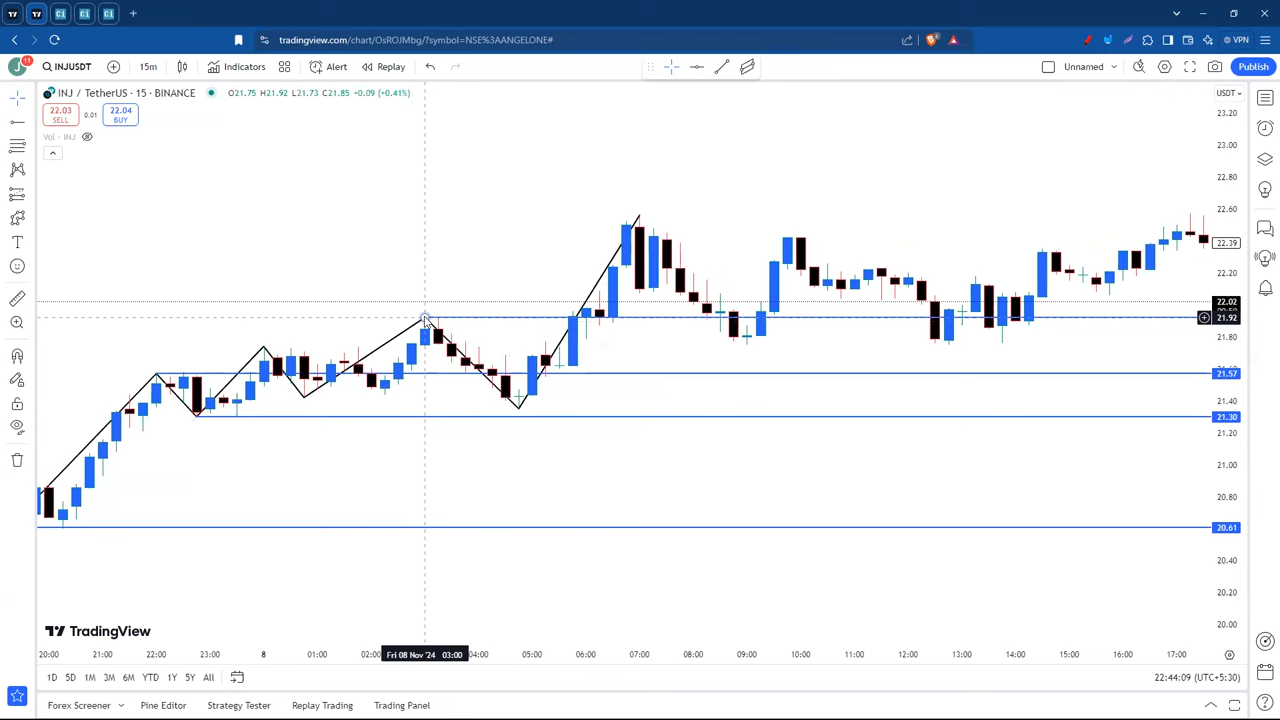 tradingview.com/chart/OsROJMbg/?symbol=NSE%3AANGELONE#
VPN
J 11 INJUSDT 15m Indicators Alert Replay Unnamed Publish
INJ / TetherUS · 15 · BINANCE O21.75 H21.92 L21.73 C21.85 +0.09 (+0.41%) USDT
22.03 SELL 0.01 22.04 BUY
Vol · INJ
23.20
23.00
22.80
22.60
22.39
22.20
22.02
21.92
21.80
21.57
21.40
21.30
21.20
21.00
20.80
20.61
20.40
20.20
20.00
TradingView
20:00 21:00 22:00 23:00 8 01:00 02:00 Fri 08 Nov '24 03:00 04:00 05:00 06:00 07:00 08:00 09:00 10:00 11:00 12:00 13:00 14:00 15:00 16:00 17:00
1D 5D 1M 3M 6M YTD 1Y 5Y All 22:44:09 (UTC+5:30)
Forex Screener Pine Editor Strategy Tester Replay Trading Trading Panel